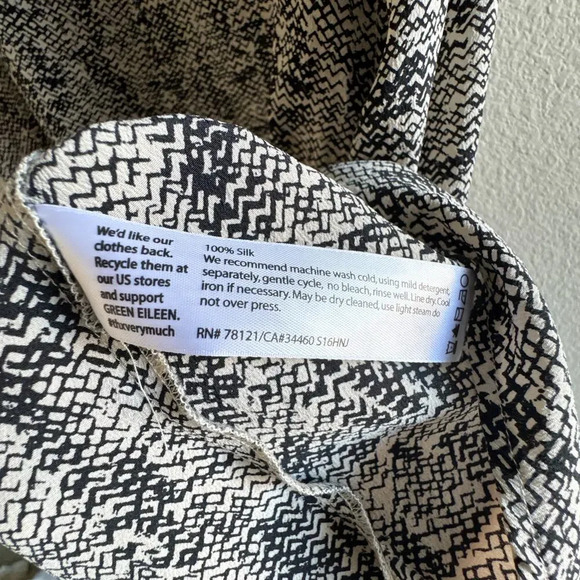 We'd like our
clothes back.
Recycle them at
our US stores
and support
GREEN EILEEN.
#thxverymuch
100% Silk
We recommend machine wash cold, using mild detergent,
separately, gentle cycle, no bleach, rinse well. Line dry. Cool
iron if necessary. May be dry cleaned, use light steam do
not over press.
RN# 78121/CA#34460 S16HNJ